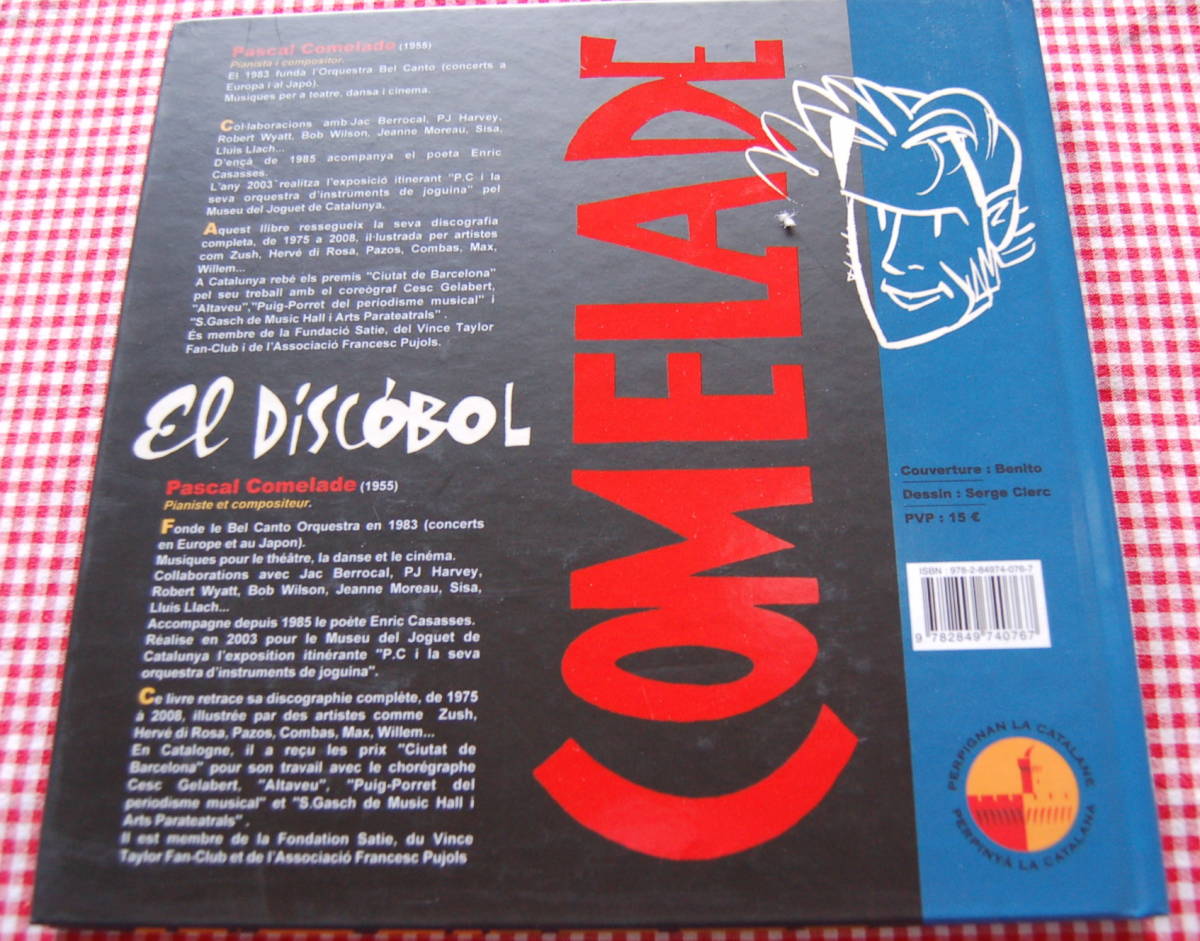 Pascal Comelade (1955)
Pianista i compositor.
El 1983 funda l'Orquestra Bel Canto (concerts a
Europa i al Japó).
Musiques per a teatre, dansa i cinema.
Col·laboracions amb Jac Berrocal, PJ Harvey,
Robert Wyatt, Bob Wilson, Jeanne Moreau, Sisa,
Lluis Llach...
D'ençà de 1985 acompanya el poeta Enric
Casasses.
L'any 2003 realitza l'exposició itinerant "P.C i la
seva orquestra d'instruments de joguina" pel
Museu del Joguet de Catalunya.
Aquest llibre ressegueix la seva discografia
completa, de 1975 a 2008, il·lustrada per artistes
com Zush, Hervé di Rosa, Pazos, Combas, Max,
Willem...
A Catalunya rebé els premis "Ciutat de Barcelona"
pel seu treball amb el coreògraf Cesc Gelabert,
"Altaveu","Puig-Porret del periodisme musical" i
"S.Gasch de Music Hall i Arts Parateatrals" .
És membre de la Fundació Satie, del Vince Taylor
Fan-Club i de l'Associació Francesc Pujols.
El DiSCÓBOL
Pascal Comelade (1955)
Pianiste et compositeur.
Fonde le Bel Canto Orquestra en 1983 (concerts
en Europe et au Japon).
Musiques pour le théâtre, la danse et le cinéma.
Collaborations avec Jac Berrocal, PJ Harvey,
Robert Wyatt, Bob Wilson, Jeanne Moreau, Sisa,
Lluis Llach...
Accompagne depuis 1985 le poéte Enric Casasses.
Réalise en 2003 pour le Museu del Joguet de
Catalunya l'exposition itinérante "P.C i la seva
orquestra d'instruments de joguina".
Ce livre retrace sa discographie complète, de 1975
à 2008, illustrée par des artistes comme Zush,
Hervé di Rosa, Pazos, Combas, Max, Willem...
En Catalogne, il a reçu les prix "Ciutat de
Barcelona" pour son travail avec le chorégraphe
Cesc Gelabert, "Altaveu", "Puig-Porret del
periodisme musical" et "S.Gasch de Music Hall i
Arts Parateatrals" .
Il est membre de la Fondation Satie, du Vince
Taylor Fan-Club et de l'Associació Francesc Pujols
COMELADE
Couverture : Benito
Dessin : Serge Clerc
PVP : 15 €
ISBN : 978-2-84974-076-7
9 782849 740767
PERPIGNAN LA CATALANE
PERPINYÀ LA CATALANA